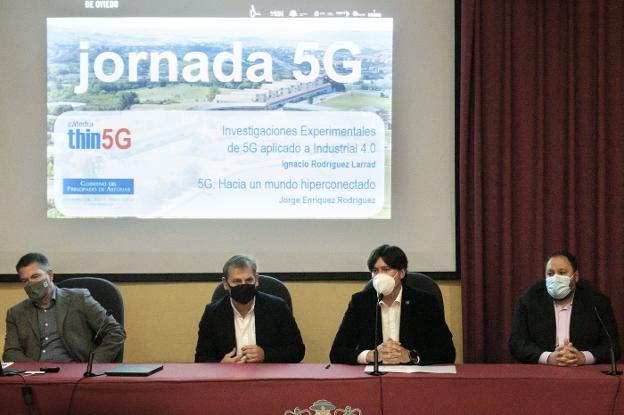 DE OVIEDO
jornada 5G
cátedra
thin5G
GOBIERNO DEL
PRINCIPADO DE ASTURIAS
Investigaciones Experimentales
de 5G aplicado a Industrial 4.0
Ignacio Rodríguez Larrad
5G: Hacia un mundo hiperconectado
Jorge Enríquez Rodríguez